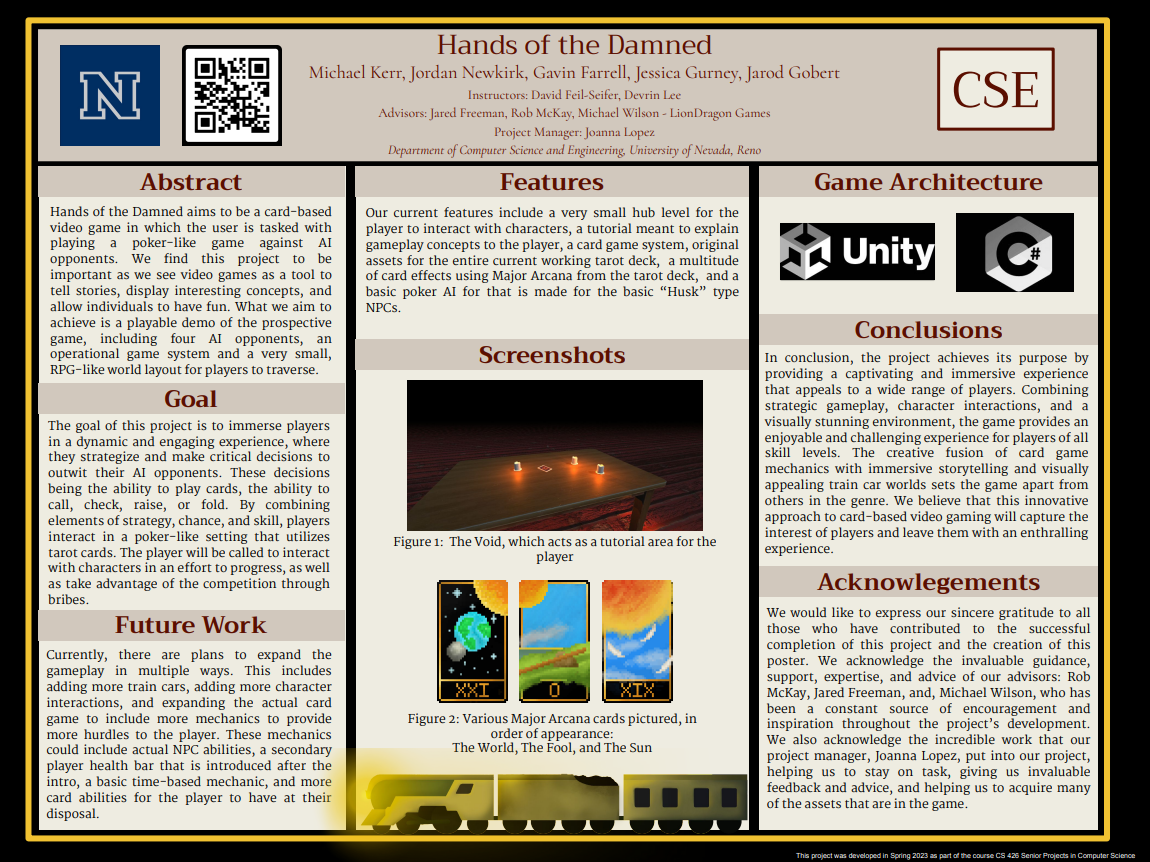 Hands of the Damned
Michael Kerr, Jordan Newkirk, Gavin Farrell, Jessica Gurney, Jarod Gobert
Instructors: David Feil-Seifer, Devrin Lee
Advisors: Jared Freeman, Rob McKay, Michael Wilson - LionDragon Games
Project Manager: Joanna Lopez
Department of Computer Science and Engineering, University of Nevada, Reno
N
CSE
Abstract
Hands of the Damned aims to be a card-based
video game in which the user is tasked with
playing a poker-like game against AI
opponents. We find this project to be
important as we see video games as a tool to
tell stories, display interesting concepts, and
allow individuals to have fun. What we aim to
achieve is a playable demo of the prospective
game, including four AI opponents, an
operational game system and a very small,
RPG-like world layout for players to traverse.
Goal
The goal of this project is to immerse players
in a dynamic and engaging experience, where
they strategize and make critical decisions to
outwit their AI opponents. These decisions
being the ability to play cards, the ability to
call, check, raise, or fold. By combining
elements of strategy, chance, and skill, players
interact in a poker-like setting that utilizes
tarot cards. The player will be called to interact
with characters in an effort to progress, as well
as take advantage of the competition through
bribes.
Future Work
Currently, there are plans to expand the
gameplay in multiple ways. This includes
adding more train cars, adding more character
interactions, and expanding the actual card
game to include more mechanics to provide
more hurdles to the player. These mechanics
could include actual NPC abilities, a secondary
player health bar that is introduced after the
intro, a basic time-based mechanic, and more
card abilities for the player to have at their
disposal.
Features
Our current features include a very small hub level for the
player to interact with characters, a tutorial meant to explain
gameplay concepts to the player, a card game system, original
assets for the entire current working tarot deck, a multitude
of card effects using Major Arcana from the tarot deck, and a
basic poker AI for that is made for the basic “Husk” type
NPCs.
Screenshots
Figure 1: The Void, which acts as a tutorial area for the
player
XXI
0
XIX
Figure 2: Various Major Arcana cards pictured, in
order of appearance:
The World, The Fool, and The Sun
Game Architecture
Unity
C#
Conclusions
In conclusion, the project achieves its purpose by
providing a captivating and immersive experience
that appeals to a wide range of players. Combining
strategic gameplay, character interactions, and a
visually stunning environment, the game provides an
enjoyable and challenging experience for players of all
skill levels. The creative fusion of card game
mechanics with immersive storytelling and visually
appealing train car worlds sets the game apart from
others in the genre. We believe that this innovative
approach to card-based video gaming will capture the
interest of players and leave them with an enthralling
experience.
Acknowlegements
We would like to express our sincere gratitude to all
those who have contributed to the successful
completion of this project and the creation of this
poster. We acknowledge the invaluable guidance,
support, expertise, and advice of our advisors: Rob
McKay, Jared Freeman, and, Michael Wilson, who has
been a constant source of encouragement and
inspiration throughout the project’s development.
We also acknowledge the incredible work that our
project manager, Joanna Lopez, put into our project,
helping us to stay on task, giving us invaluable
feedback and advice, and helping us to acquire many
of the assets that are in the game.
This project was developed in Spring 2023 as part of the course CS 426 Senior Projects in Computer Science